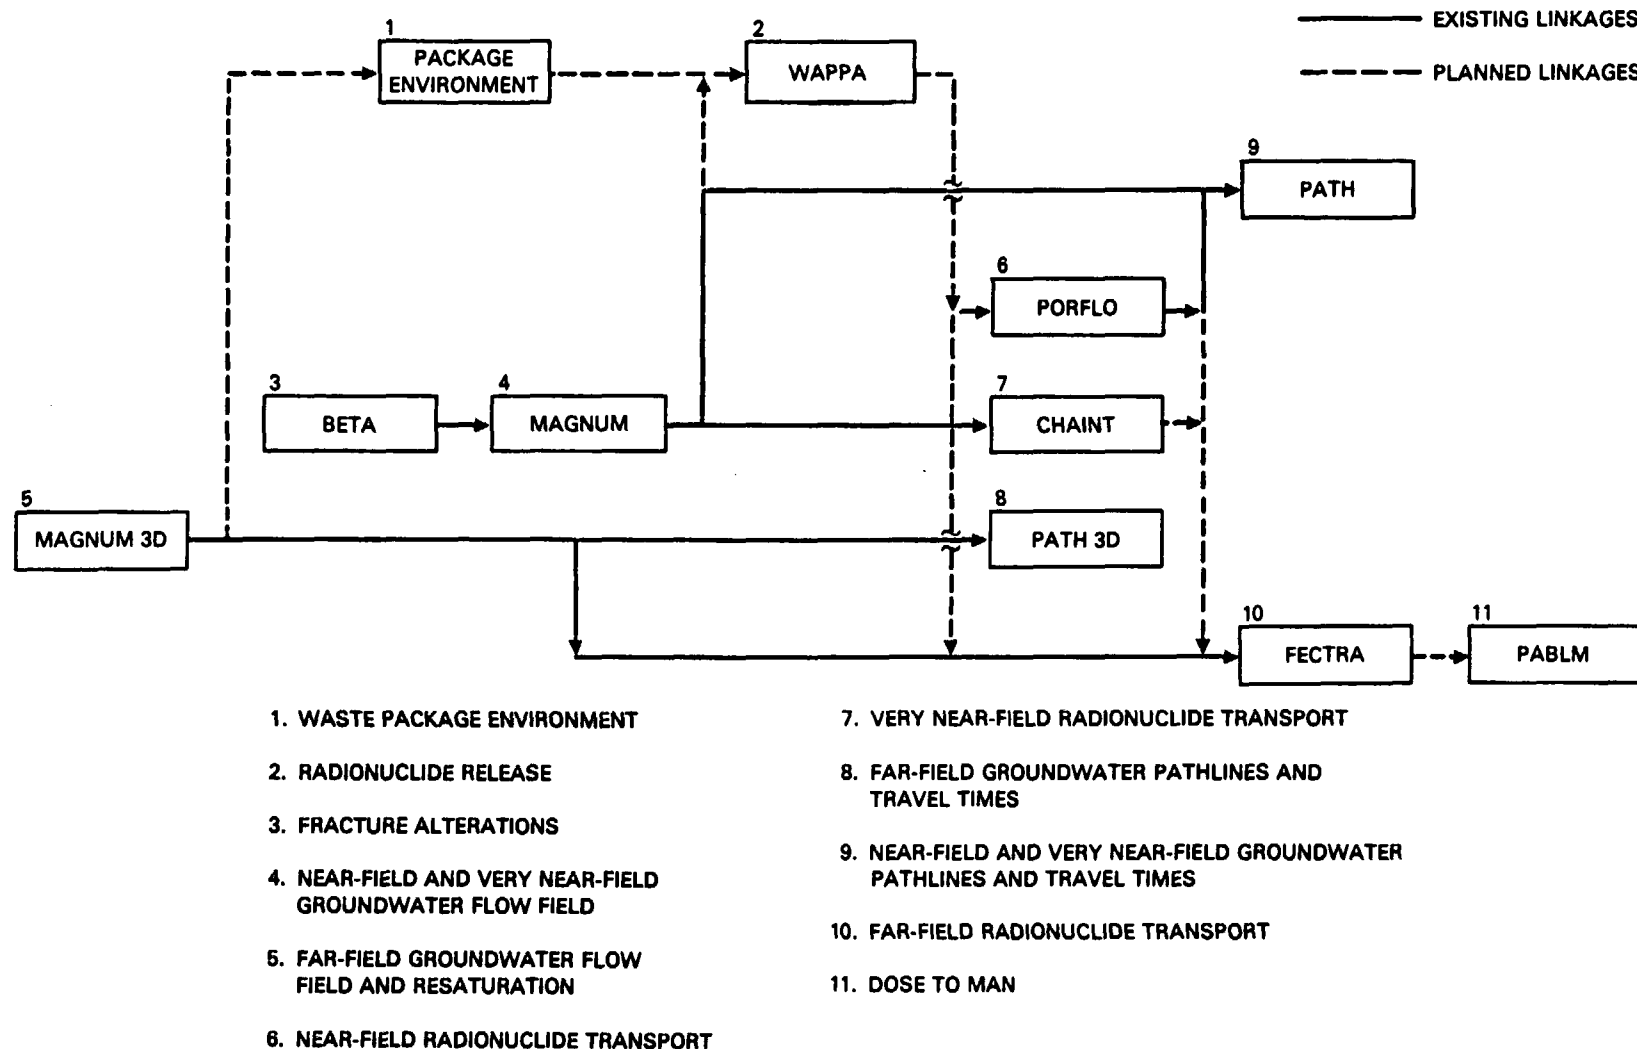 EXISTING LINKAGES
PLANNED LINKAGES
1
PACKAGE
ENVIRONMENT
2
WAPPA
9
PATH
6
PORFLO
3
BETA
4
MAGNUM
7
CHAINT
5
MAGNUM 3D
8
PATH 3D
10
FECTRA
11
PABLM
1. WASTE PACKAGE ENVIRONMENT
2. RADIONUCLIDE RELEASE
3. FRACTURE ALTERATIONS
4. NEAR-FIELD AND VERY NEAR-FIELD
GROUNDWATER FLOW FIELD
5. FAR-FIELD GROUNDWATER FLOW
FIELD AND RESATURATION
6. NEAR-FIELD RADIONUCLIDE TRANSPORT
7. VERY NEAR-FIELD RADIONUCLIDE TRANSPORT
8. FAR-FIELD GROUNDWATER PATHLINES AND
TRAVEL TIMES
9. NEAR-FIELD AND VERY NEAR-FIELD GROUNDWATER
PATHLINES AND TRAVEL TIMES
10. FAR-FIELD RADIONUCLIDE TRANSPORT
11. DOSE TO MAN